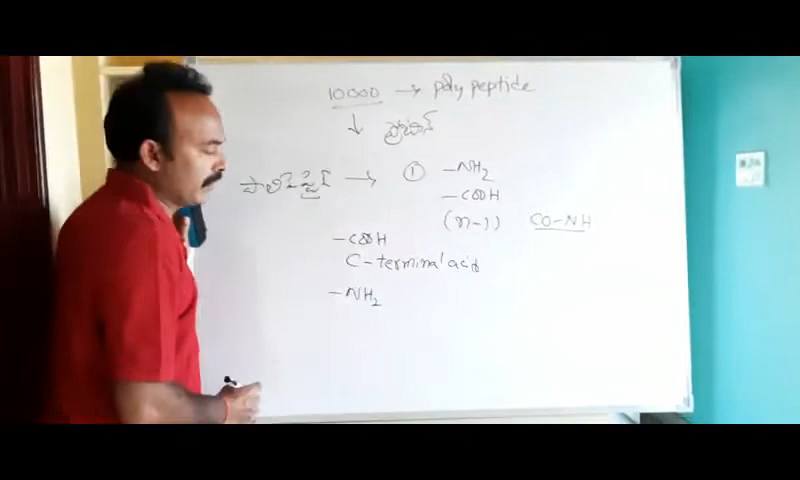 10000 → poly peptide
↓ ప్రోటీన్
పాలిపెప్టైడ్ → ① -NH₂
-COOH
(n-1) CO-NH
-COOH
C-terminal acid
-NH₂